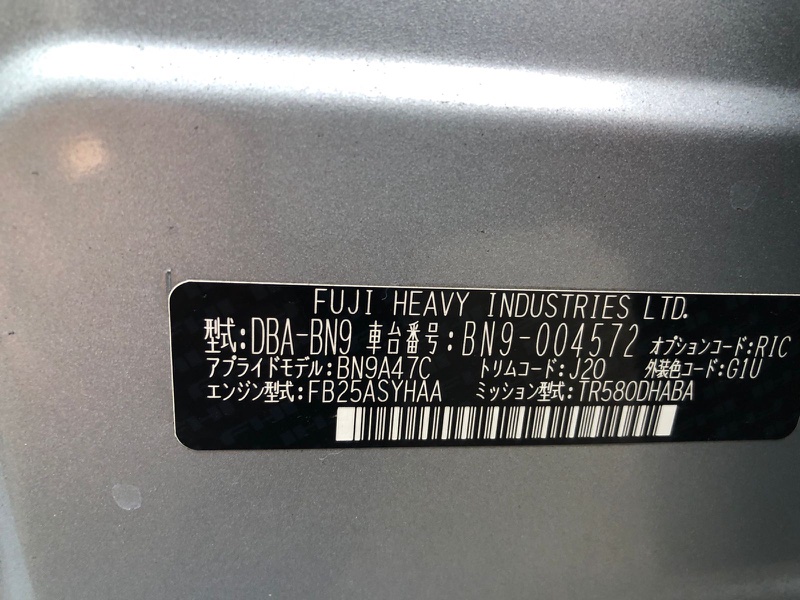 FUJI HEAVY INDUSTRIES LTD.
型式:DBA-BN9 車台番号:BN9-004572 オプションコード:RIC
アプライドモデル:BN9A47C トリムコード:J20 外装色コード:G1U
エンジン型式:FB25ASYHAA ミッション型式:TR580DHABA